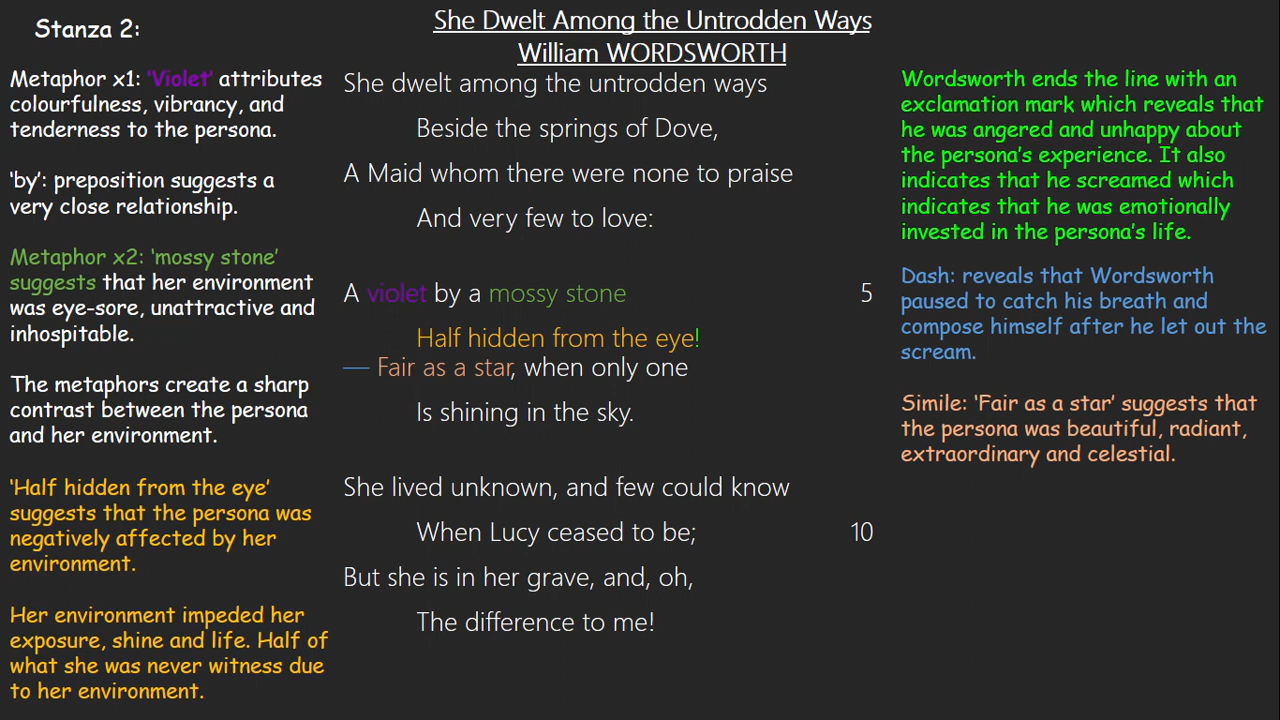 Stanza 2:
Metaphor x1: 'Violet' attributes
colourfulness, vibrancy, and
tenderness to the persona.
'by': preposition suggests a
very close relationship.
Metaphor x2: 'mossy stone'
suggests that her environment
was eye-sore, unattractive and
inhospitable.
The metaphors create a sharp
contrast between the persona
and her environment.
'Half hidden from the eye'
suggests that the persona was
negatively affected by her
environment.
Her environment impeded her
exposure, shine and life. Half of
what she was never witness due
to her environment.
She Dwelt Among the Untrodden Ways
William WORDSWORTH
She dwelt among the untrodden ways
Beside the springs of Dove,
A Maid whom there were none to praise
And very few to love:
A violet by a mossy stone 5
Half hidden from the eye!
— Fair as a star, when only one
Is shining in the sky.
She lived unknown, and few could know
When Lucy ceased to be; 10
But she is in her grave, and, oh,
The difference to me!
Wordsworth ends the line with an
exclamation mark which reveals that
he was angered and unhappy about
the persona's experience. It also
indicates that he screamed which
indicates that he was emotionally
invested in the persona's life.
Dash: reveals that Wordsworth
paused to catch his breath and
compose himself after he let out the
scream.
Simile: 'Fair as a star' suggests that
the persona was beautiful, radiant,
extraordinary and celestial.